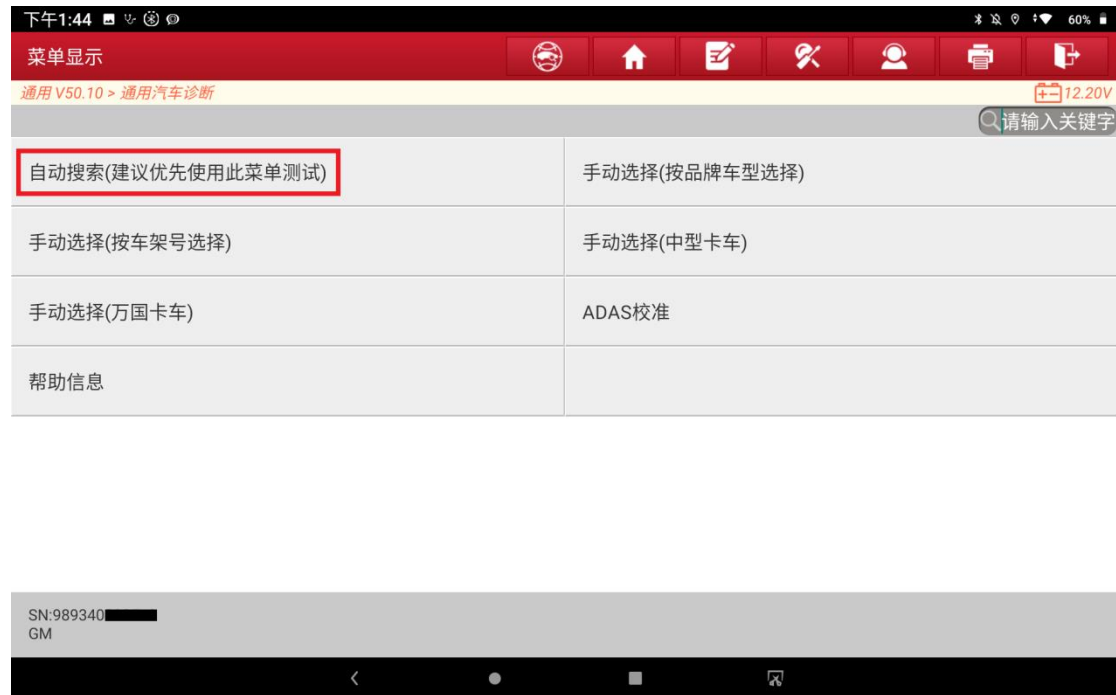 下午1:44
60%
菜单显示
通用 V50.10 > 通用汽车诊断
12.20V
请输入关键字
自动搜索(建议优先使用此菜单测试)
手动选择(按品牌车型选择)
手动选择(按车架号选择)
手动选择(中型卡车)
手动选择(万国卡车)
ADAS校准
帮助信息
SN:989340
GM